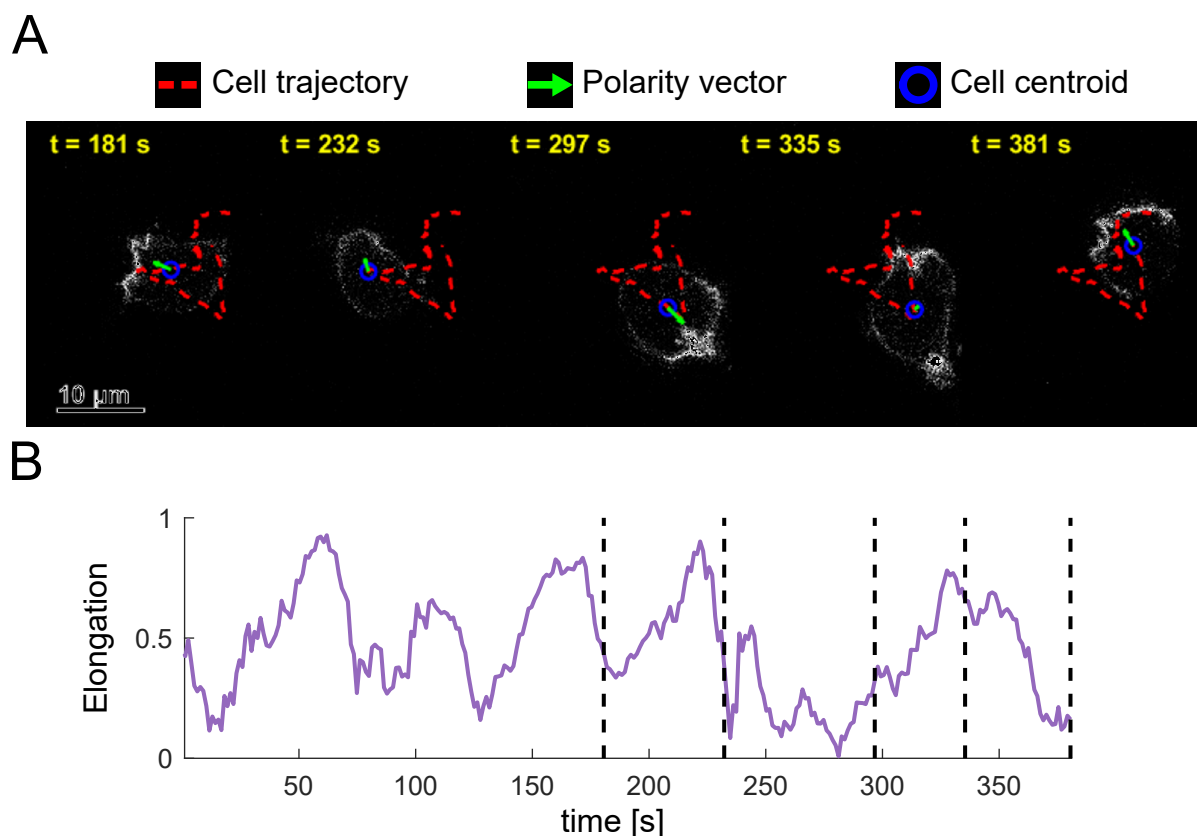 A
Cell trajectory
Polarity vector
Cell centroid
t = 181 s
t = 232 s
t = 297 s
t = 335 s
t = 381 s
10 µm
B
Elongation
1
0.5
0
50
100
150
200
250
300
350
time [s]